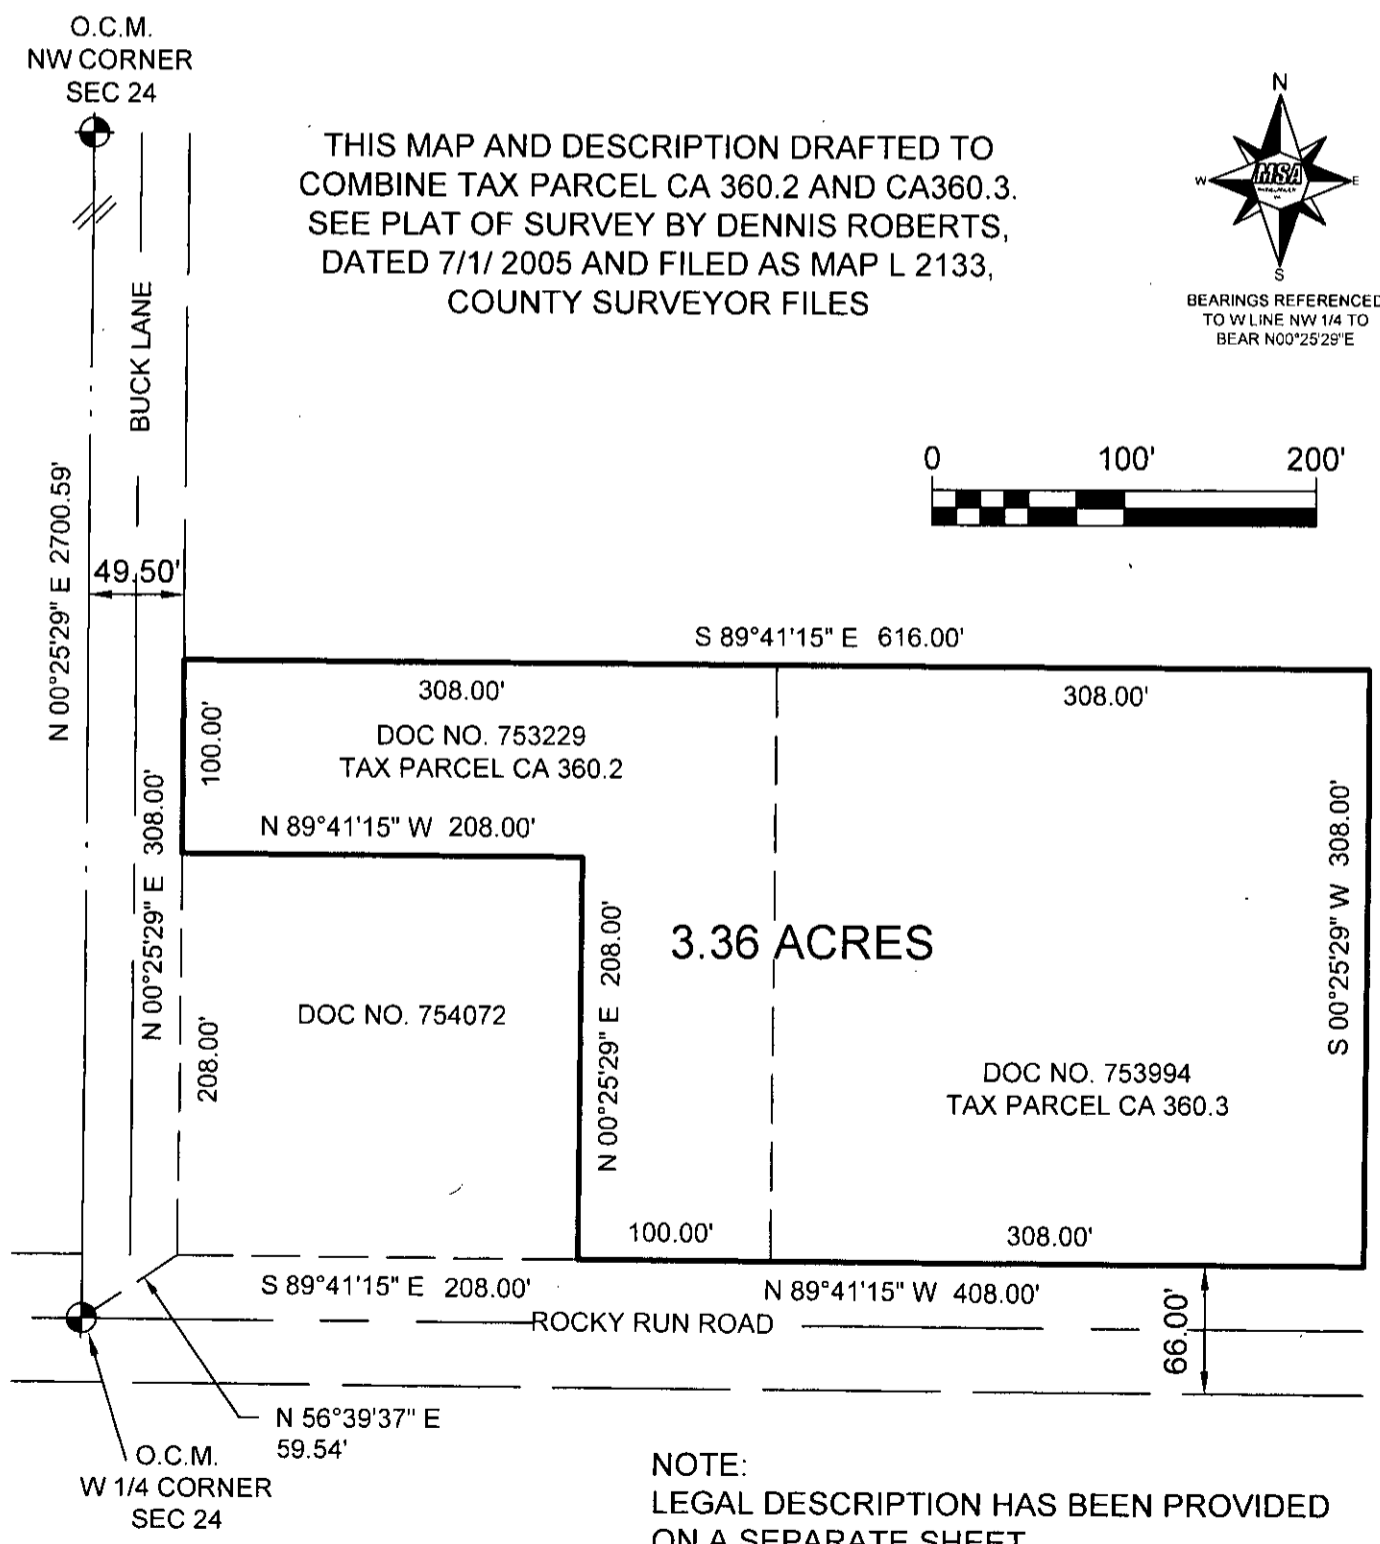 O.C.M.
NW CORNER
SEC 24
THIS MAP AND DESCRIPTION DRAFTED TO
COMBINE TAX PARCEL CA 360.2 AND CA360.3.
SEE PLAT OF SURVEY BY DENNIS ROBERTS,
DATED 7/1/ 2005 AND FILED AS MAP L 2133,
COUNTY SURVEYOR FILES
N
W
MSA
E
S
BEARINGS REFERENCED
TO W LINE NW 1/4 TO
BEAR N00°25'29"E
BUCK LANE
0 100' 200'
N 00°25'29" E 2700.59'
49.50'
S 89°41'15" E 616.00'
308.00'
308.00'
100.00'
DOC NO. 753229
TAX PARCEL CA 360.2
N 89°41'15" W 208.00'
N 00°25'29" E 308.00'
S 00°25'29" W 308.00'
3.36 ACRES
N 00°25'29" E 208.00'
DOC NO. 754072
208.00'
DOC NO. 753994
TAX PARCEL CA 360.3
100.00'
308.00'
S 89°41'15" E 208.00'
N 89°41'15" W 408.00'
ROCKY RUN ROAD
66.00'
N 56°39'37" E
59.54'
O.C.M.
W 1/4 CORNER
SEC 24
NOTE:
LEGAL DESCRIPTION HAS BEEN PROVIDED
ON A SEPARATE SHEET